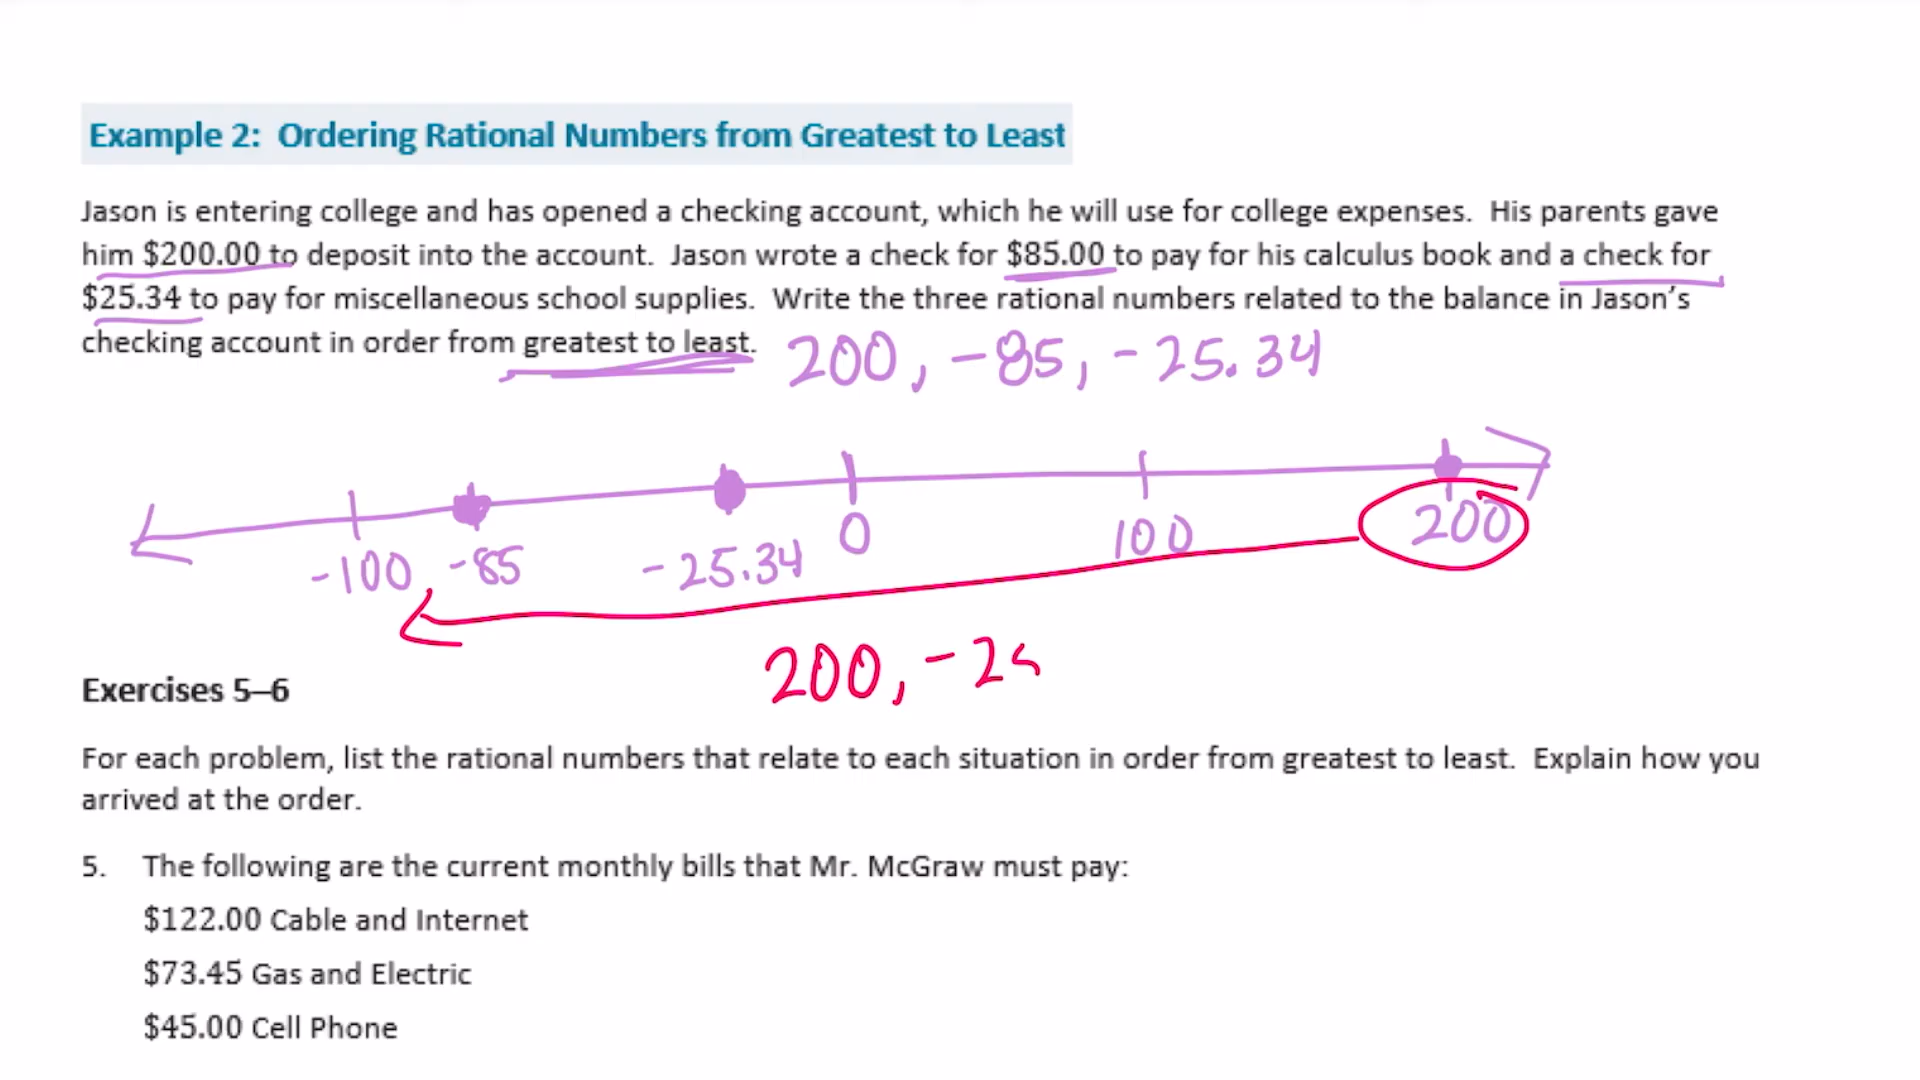 Example 2: Ordering Rational Numbers from Greatest to Least
Jason is entering college and has opened a checking account, which he will use for college expenses. His parents gave
him $200.00 to deposit into the account. Jason wrote a check for $85.00 to pay for his calculus book and a check for
$25.34 to pay for miscellaneous school supplies. Write the three rational numbers related to the balance in Jason's
checking account in order from greatest to least.
200, -85, -25.34
-100 -85 -25.34 0 100 200
200, -25
Exercises 5–6
For each problem, list the rational numbers that relate to each situation in order from greatest to least. Explain how you
arrived at the order.
5. The following are the current monthly bills that Mr. McGraw must pay:
$122.00 Cable and Internet
$73.45 Gas and Electric
$45.00 Cell Phone